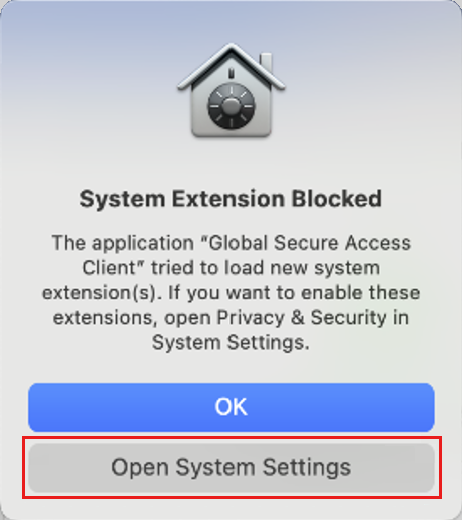 System Extension Blocked
The application “Global Secure Access
Client” tried to load new system
extension(s). If you want to enable these
extensions, open Privacy & Security in
System Settings.
OK
Open System Settings